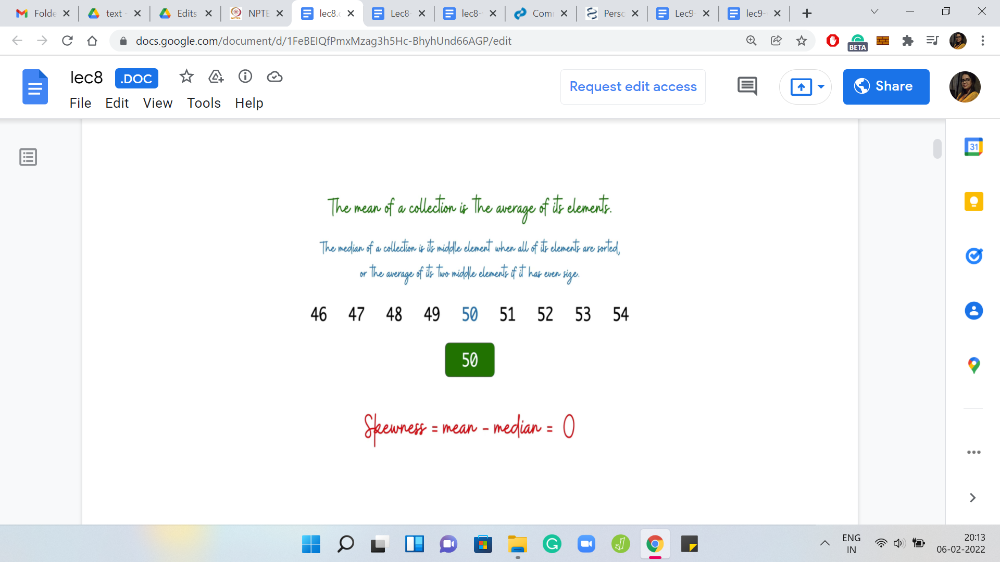 Folde
text -
Edits
NPTE
lec8.
Lec8-
lec8-
Com
Perso
Lec9-
lec9-
docs.google.com/document/d/1FeBEIQfPmxMzag3h5Hc-BhyhUnd66AGP/edit
BETA
lec8
.DOC
File Edit View Tools Help
Request edit access
Share
31
The mean of a collection is the average of its elements.
The median of a collection is its middle element when all of its elements are sorted,
or the average of its two middle elements if it has even size.
46 47 48 49 50 51 52 53 54
50
Skewness = mean - median = 0
ENG
IN
20:13
06-02-2022